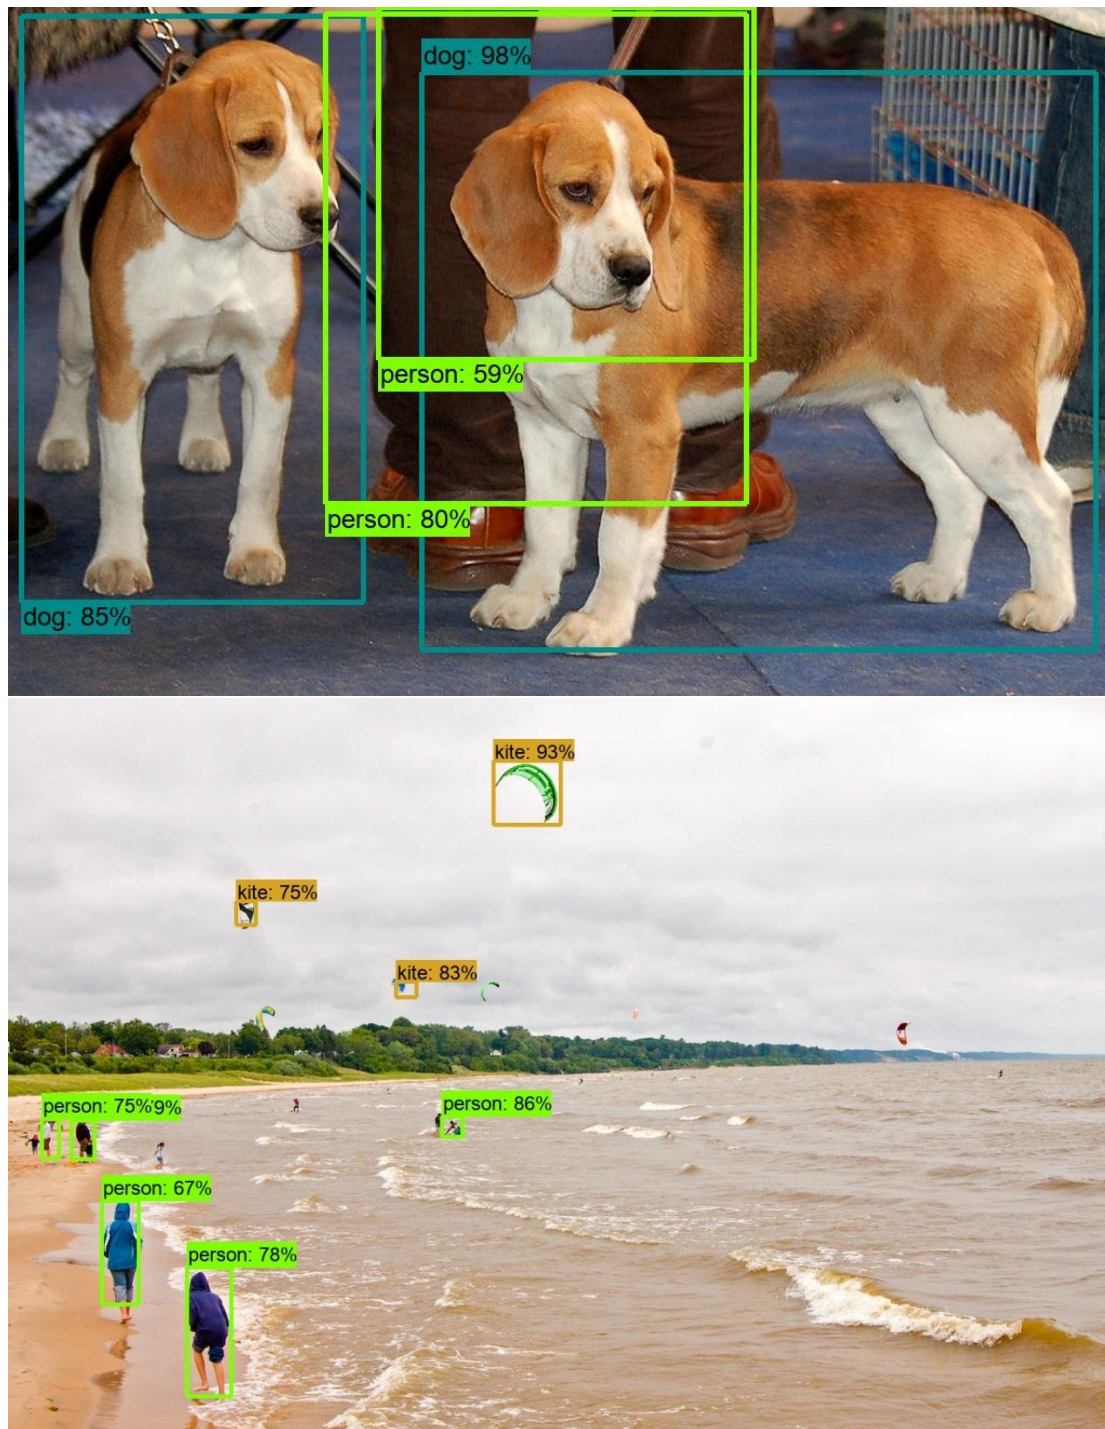 dog: 98%
person: 59%
person: 80%
dog: 85%
kite: 93%
kite: 75%
kite: 83%
person: 86%
person: 75%
9%
person: 67%
person: 78%